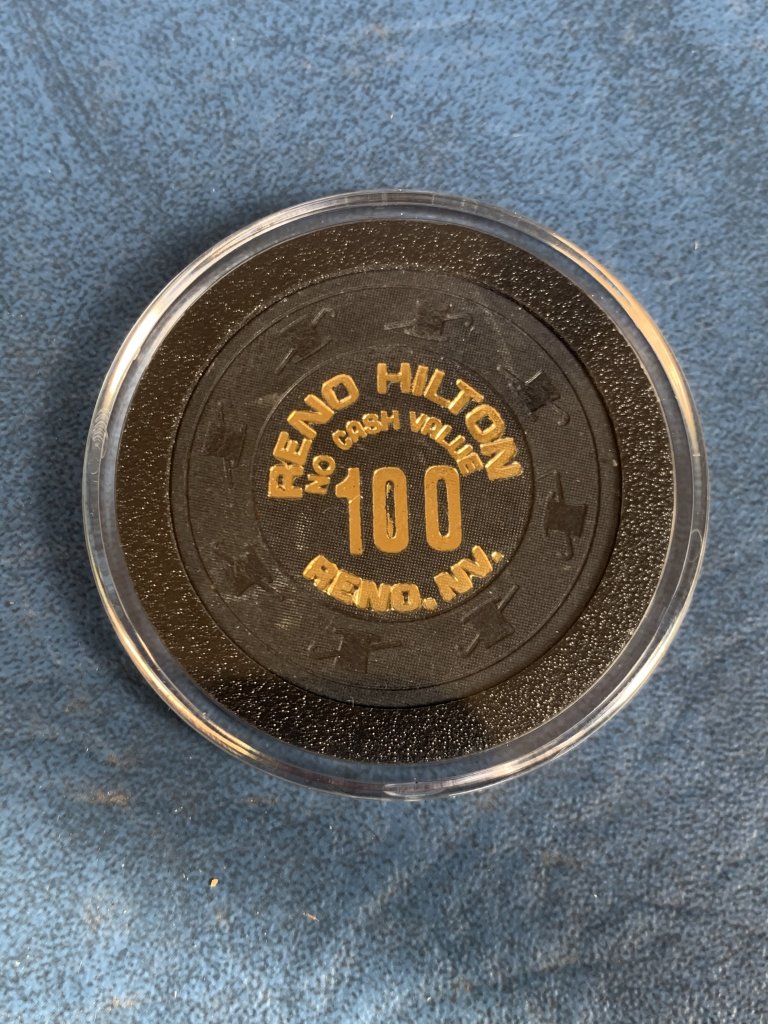 RENO HILTON
NO CASH VALUE
100
RENO. NV.